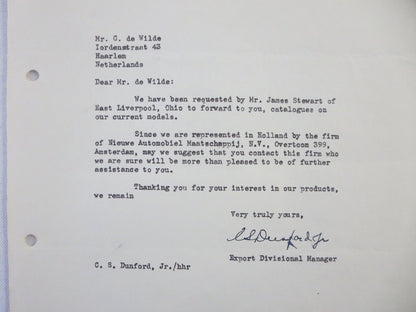 Mr. C. de Wilde
Iordenstraat 43
Haarlem
Netherlands
Dear Mr. de Wilde:
We have been requested by Mr. James Stewart of
East Liverpool, Ohio to forward to you, catalogues on
our current models.
Since we are represented in Holland by the firm
of Nieuwe Automobiel Maatschappij, N.V., Overtoom 399,
Amsterdam, may we suggest that you contact this firm who
we are sure will be more than pleased to be of further
assistance to you.
Thanking you for your interest in our products,
we remain
Very truly yours,
C S Dunford Jr
Export Divisional Manager
C. S. Dunford, Jr./hhr